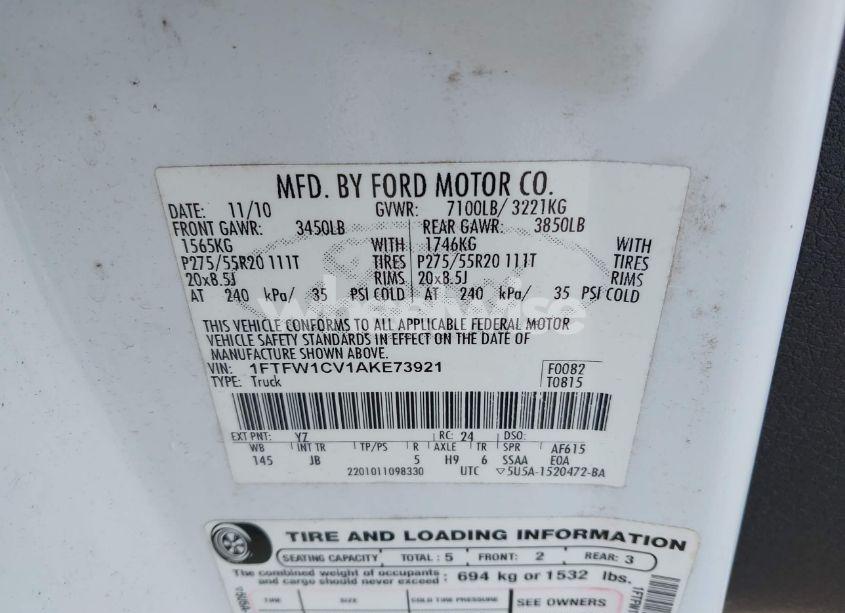 MFD. BY FORD MOTOR CO.
DATE: 11/10 GVWR: 7100LB/ 3221KG
FRONT GAWR: 3450LB REAR GAWR: 3850LB
1565KG WITH 1746KG WITH
P275/55R20 111T TIRES P275/55R20 111T TIRES
20x8.5J RIMS 20x8.5J RIMS
AT 240 kPa/ 35 PSI COLD AT 240 kPa/ 35 PSI COLD
wheelwise
THIS VEHICLE CONFORMS TO ALL APPLICABLE FEDERAL MOTOR
VEHICLE SAFETY STANDARDS IN EFFECT ON THE DATE OF
MANUFACTURE SHOWN ABOVE.
VIN: 1FTFW1CV1AKE73921 F0082
TYPE: Truck T0815
EXT PNT: YZ RC: 24 DSO:
WB INT TR TP/PS R AXLE TR SPR AF615
145 JB 5 H9 6 SSAA E0A
2201011098330 UTC ▽5U5A-1520472-BA
TIRE AND LOADING INFORMATION
SEATING CAPACITY TOTAL : 5 FRONT: 2 REAR: 3
The combined weight of occupants
and cargo should never exceed : 694 kg or 1532 lbs.
TIRE SIZE COLD TIRE PRESSURE SEE OWNERS